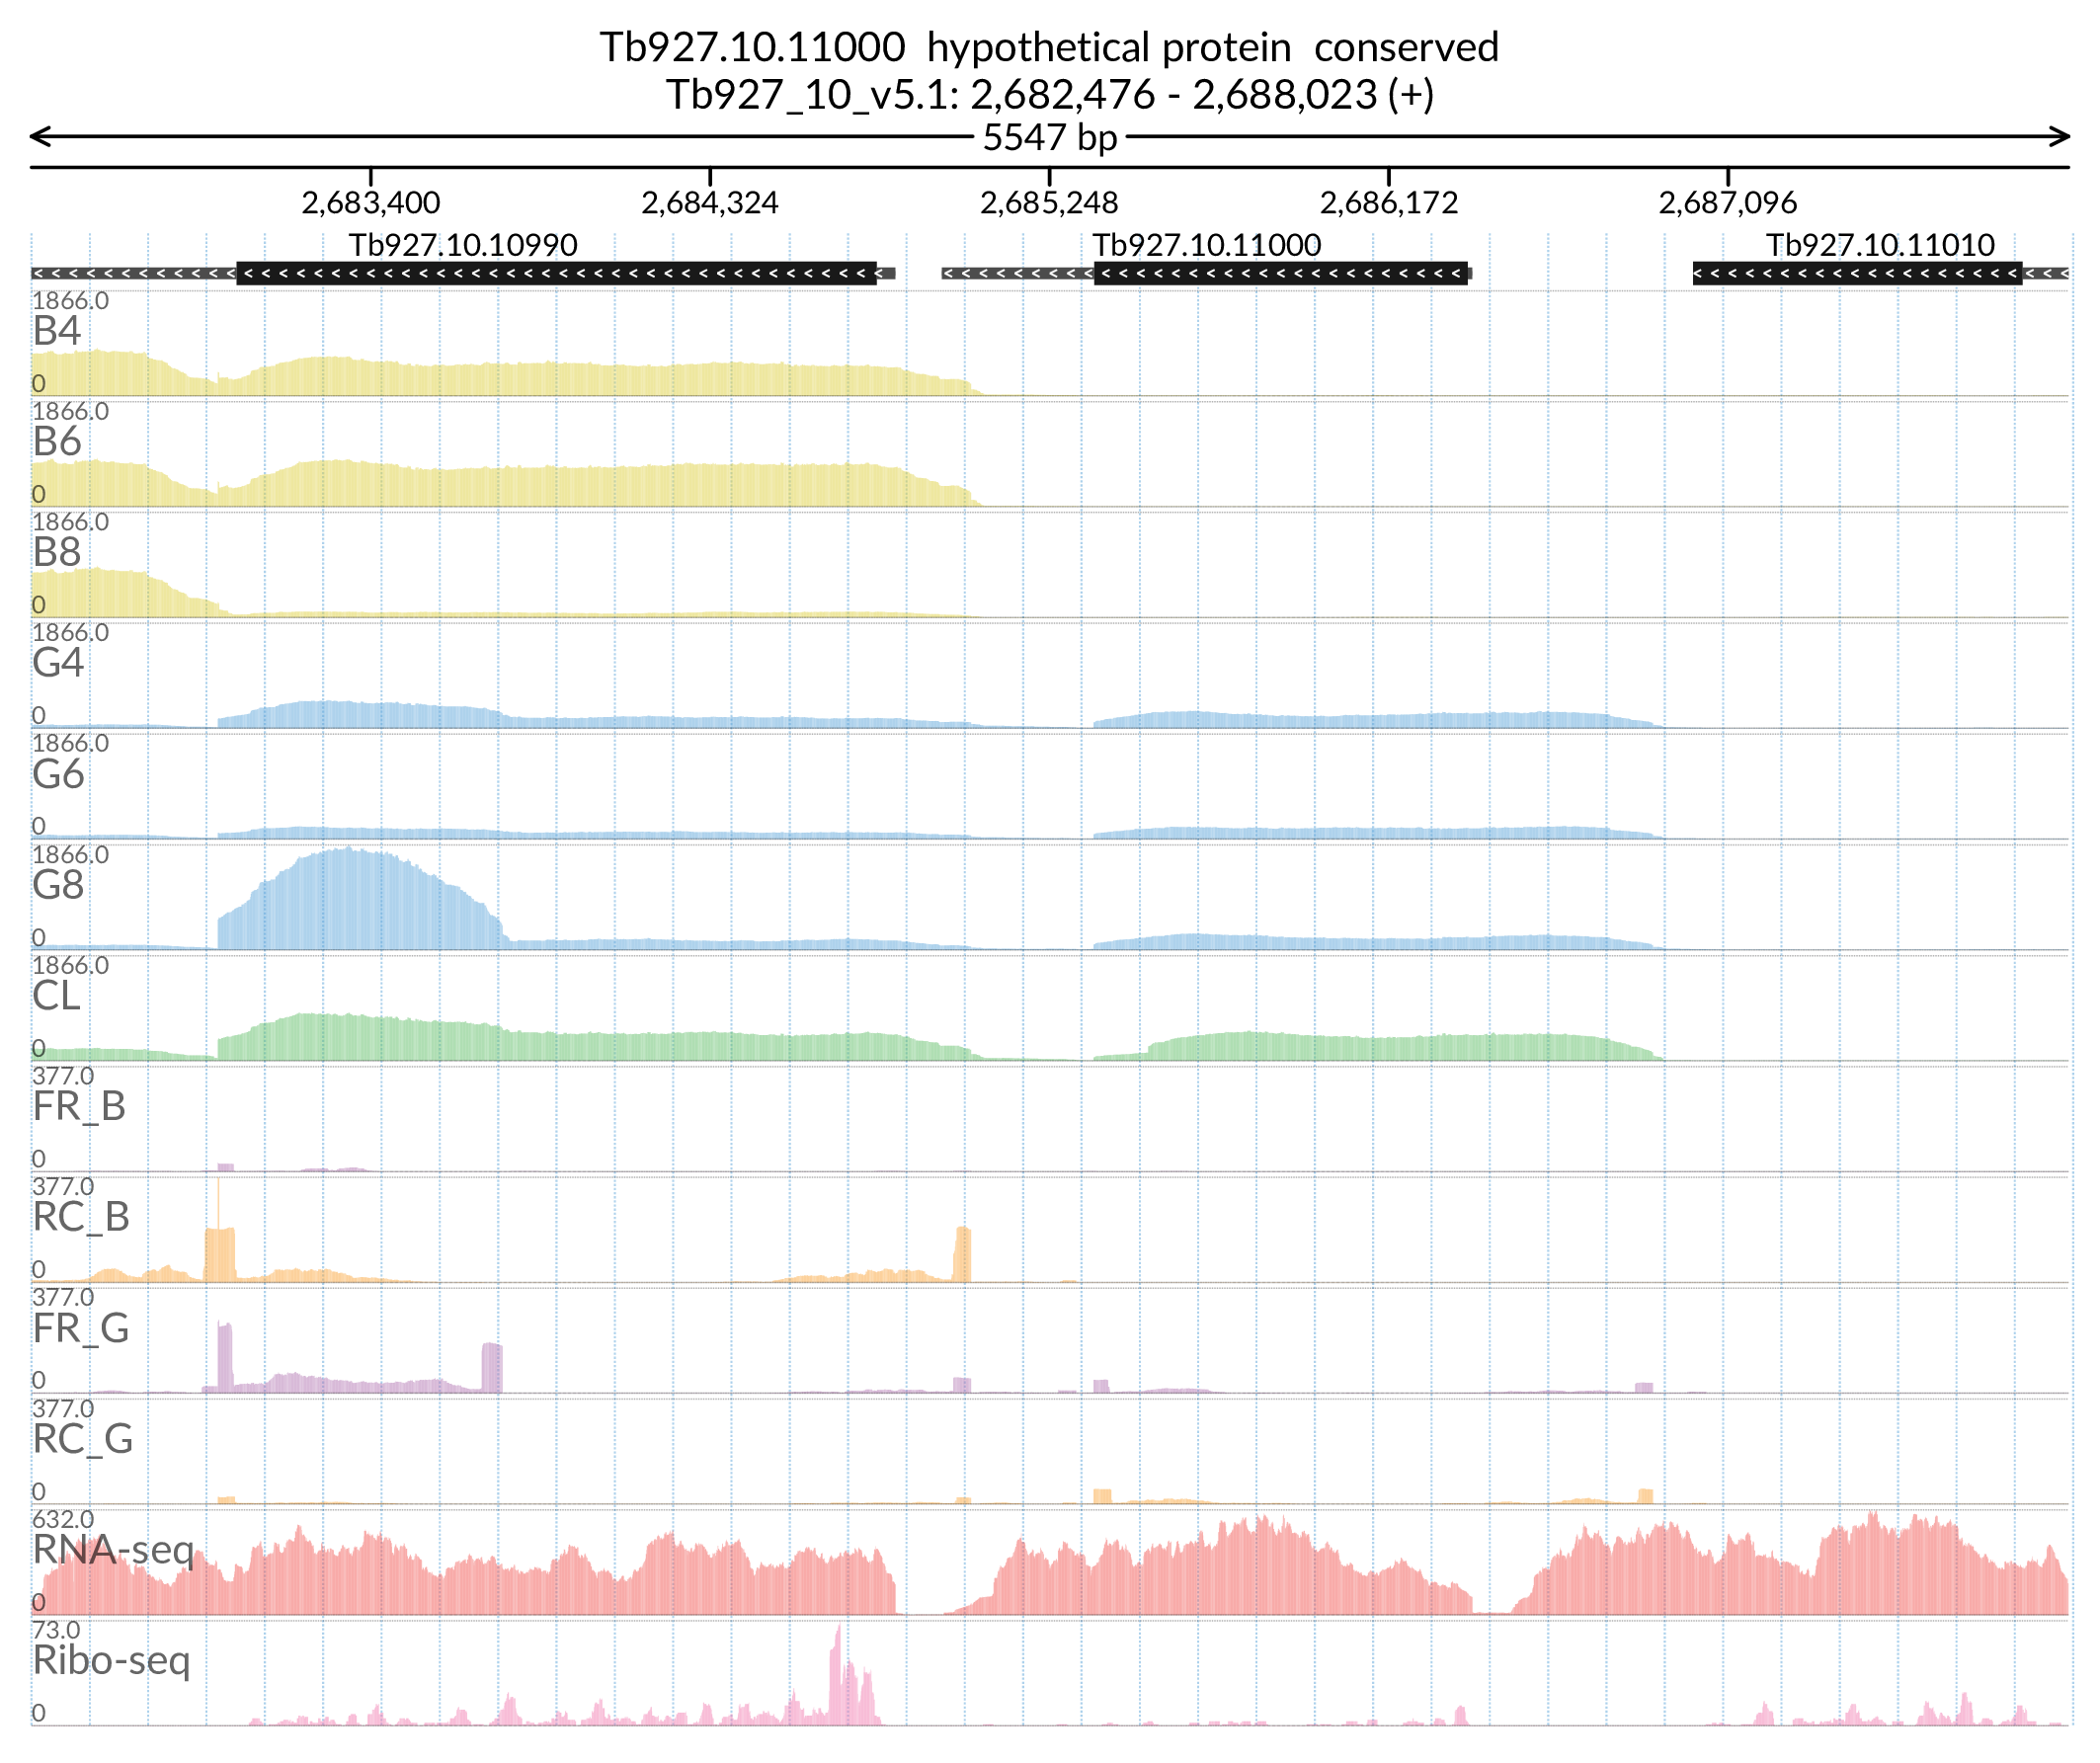 Tb927.10.11000 hypothetical protein conserved
Tb927_10_v5.1: 2,682,476 - 2,688,023 (+)
5547 bp
2,683,400 2,684,324 2,685,248 2,686,172 2,687,096
Tb927.10.10990 Tb927.10.11000 Tb927.10.11010
1866.0
B4
0
1866.0
B6
0
1866.0
B8
0
1866.0
G4
0
1866.0
G6
0
1866.0
G8
0
1866.0
CL
0
377.0
FR_B
0
377.0
RC_B
0
377.0
FR_G
0
377.0
RC_G
0
632.0
RNA-seq
0
73.0
Ribo-seq
0